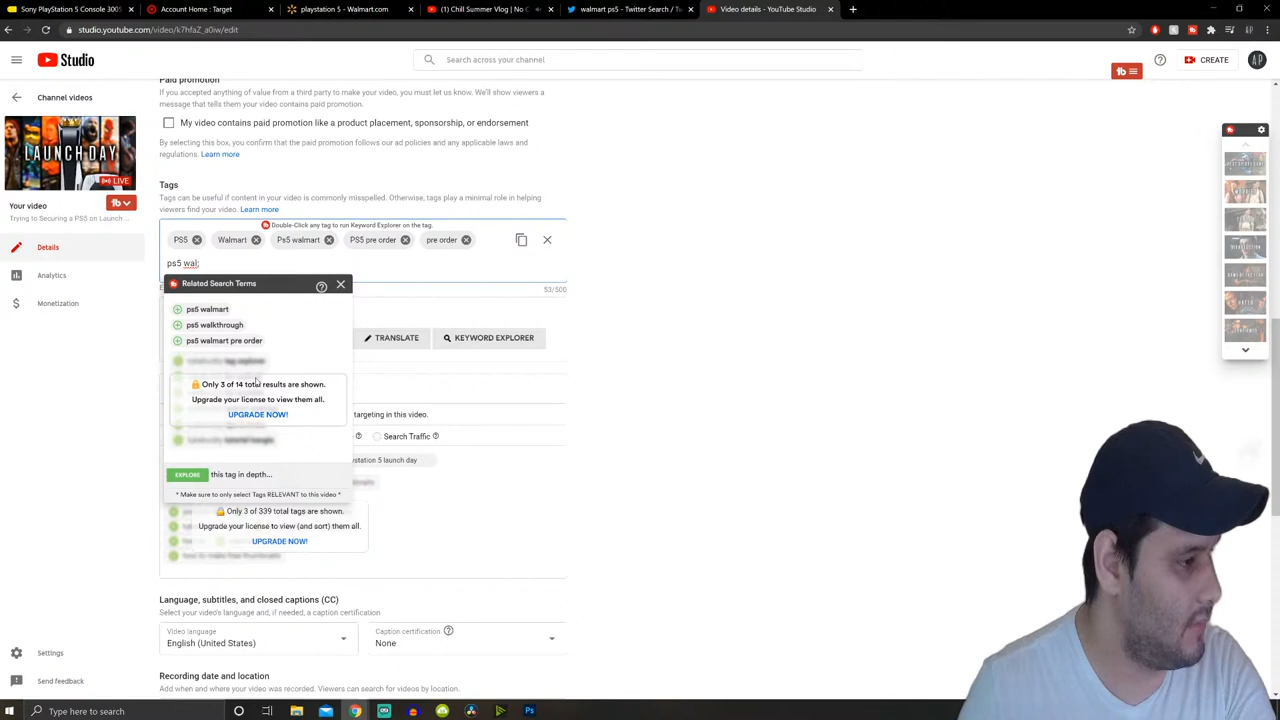 Sony PlayStation 5 Console 3005
Account Home : Target
playstation 5 - Walmart.com
(1) Chill Summer Vlog | No C
walmart ps5 - Twitter Search / Tw
Video details - YouTube Studio
studio.youtube.com/video/k7hfaZ_a0iw/edit
Studio
Search across your channel
CREATE
AP
Channel videos
LAUNCH DAY
LIVE
Your video
Trying to Securing a PS5 on Launch ...
Details
Analytics
Monetization
Settings
Send feedback
Paid promotion
If you accepted anything of value from a third party to make your video, you must let us know. We'll show viewers a
message that tells them your video contains paid promotion.
My video contains paid promotion like a product placement, sponsorship, or endorsement
By selecting this box, you confirm that the paid promotion follows our ad policies and any applicable laws and
regulations. Learn more
Tags
Tags can be useful if content in your video is commonly misspelled. Otherwise, tags play a minimal role in helping
viewers find your video. Learn more
Double-Click any tag to run Keyword Explorer on the tag.
PS5
Walmart
Ps5 walmart
PS5 pre order
pre order
ps5 wal;
53/500
Related Search Terms
ps5 walmart
ps5 walkthrough
ps5 walmart pre order
Only 3 of 14 total results are shown.
Upgrade your license to view them all.
UPGRADE NOW!
EXPLORE this tag in depth...
* Make sure to only select Tags RELEVANT to this video *
TRANSLATE
KEYWORD EXPLORER
targeting in this video.
Search Traffic
station 5 launch day
Only 3 of 339 total tags are shown.
Upgrade your license to view (and sort) them all.
UPGRADE NOW!
Language, subtitles, and closed captions (CC)
Select your video's language and, if needed, a caption certification
Video language
English (United States)
Caption certification
None
Recording date and location
Add when and where your video was recorded. Viewers can search for videos by location.
Type here to search